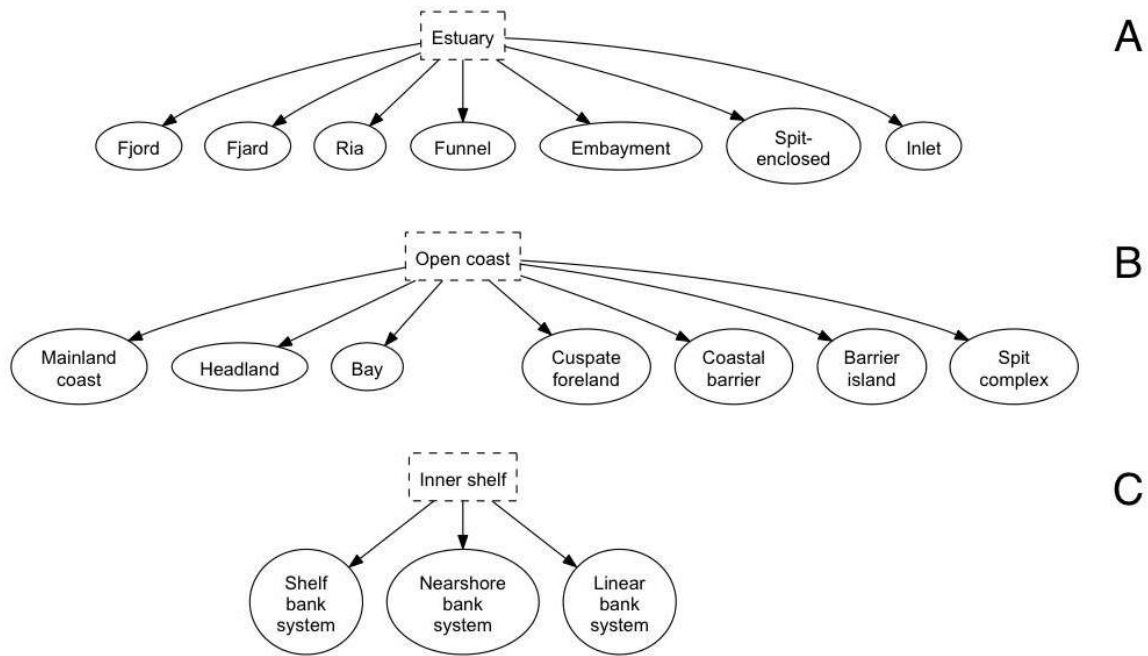 Estuary
A
Fjord
Fjard
Ria
Funnel
Embayment
Spit-
enclosed
Inlet
Open coast
B
Mainland
coast
Headland
Bay
Cuspate
foreland
Coastal
barrier
Barrier
island
Spit
complex
Inner shelf
C
Shelf
bank
system
Nearshore
bank
system
Linear
bank
system